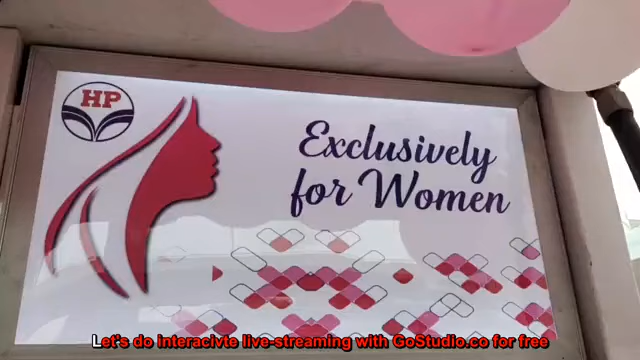 HP
Exclusively
for Women
Let's do interacivte live-streaming with GoStudio.co for free